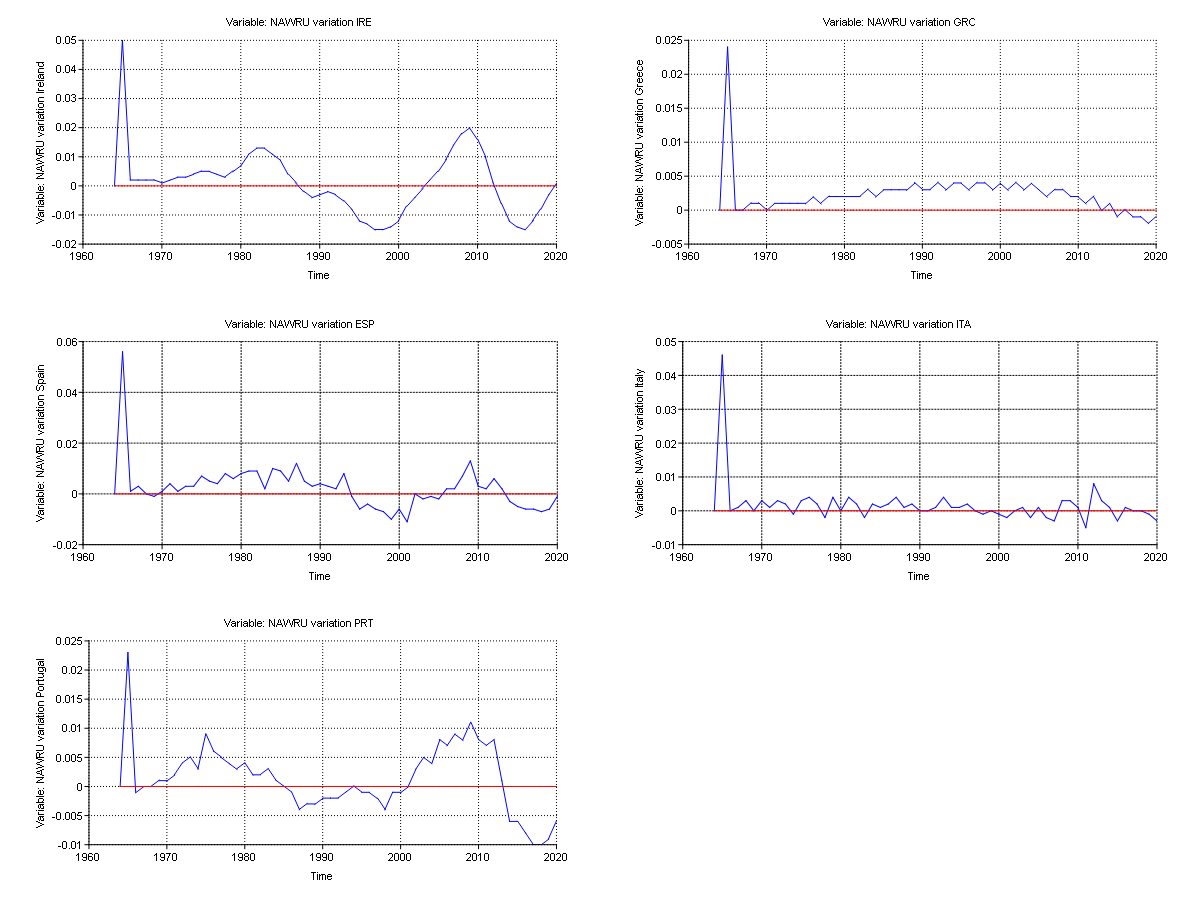 Variable: NAWRU variation IRE
Variable: NAWRU variation Ireland
0.05
0.04
0.03
0.02
0.01
0
-0.01
-0.02
1960 1970 1980 1990 2000 2010 2020
Time
Variable: NAWRU variation GRC
Variable: NAWRU variation Greece
0.025
0.02
0.015
0.01
0.005
0
-0.005
1960 1970 1980 1990 2000 2010 2020
Time
Variable: NAWRU variation ESP
Variable: NAWRU variation Spain
0.06
0.04
0.02
0
-0.02
1960 1970 1980 1990 2000 2010 2020
Time
Variable: NAWRU variation ITA
Variable: NAWRU variation Italy
0.05
0.04
0.03
0.02
0.01
0
-0.01
1960 1970 1980 1990 2000 2010 2020
Time
Variable: NAWRU variation PRT
Variable: NAWRU variation Portugal
0.025
0.02
0.015
0.01
0.005
0
-0.005
-0.01
1960 1970 1980 1990 2000 2010 2020
Time